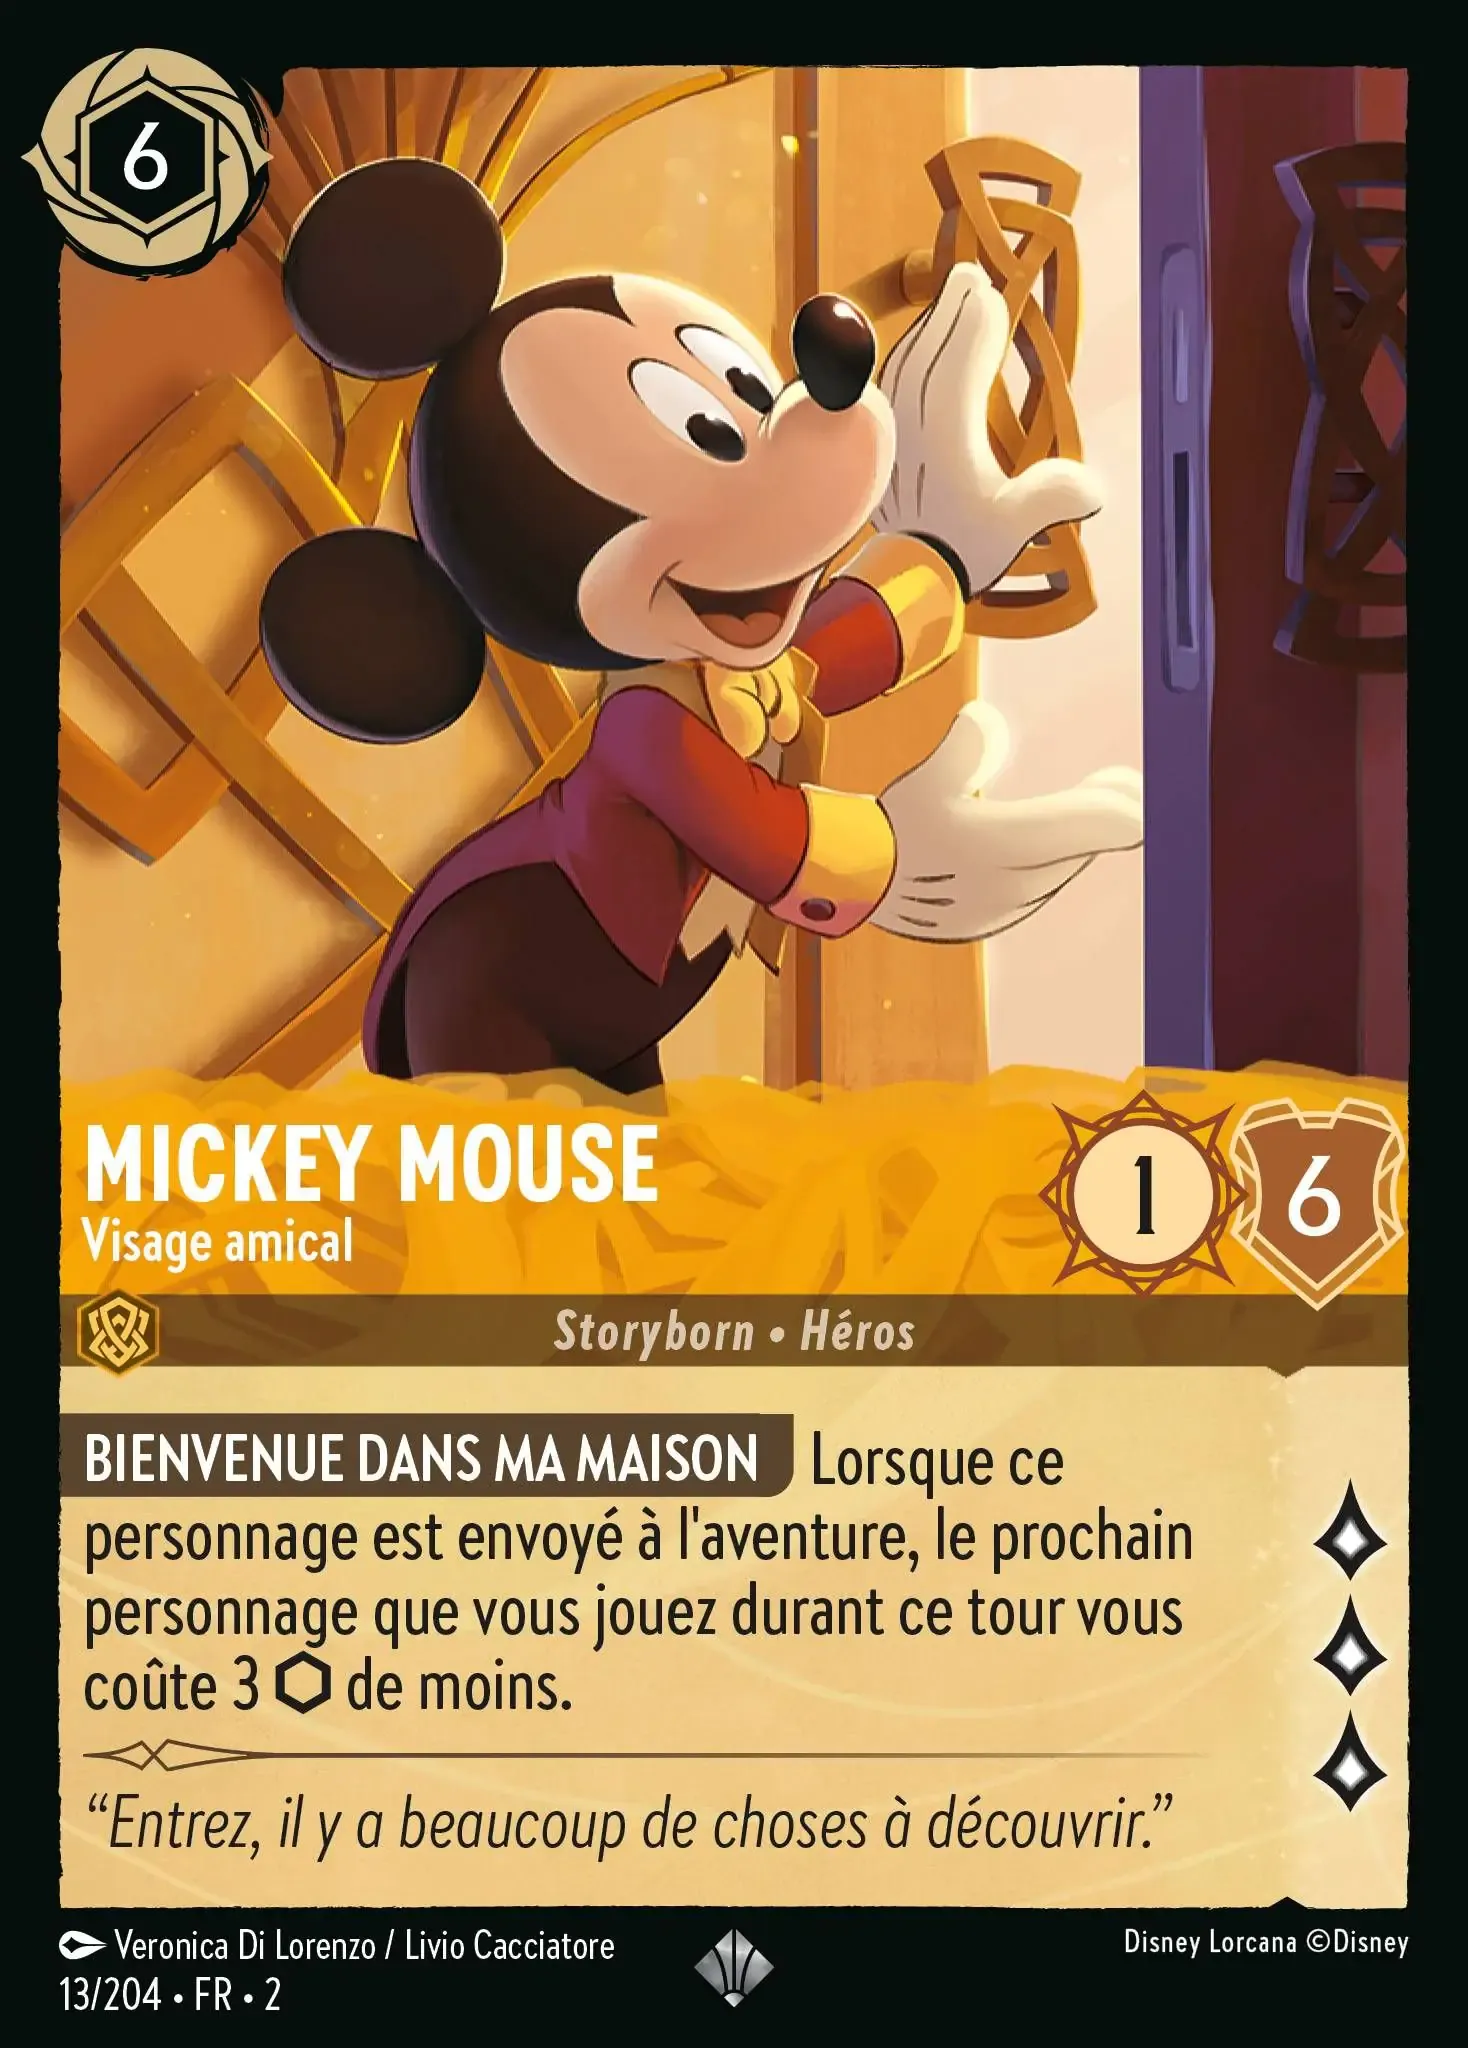 6
MICKEY MOUSE
Visage amical
1
6
Storyborn • Héros
BIENVENUE DANS MA MAISON Lorsque ce
personnage est envoyé à l'aventure, le prochain
personnage que vous jouez durant ce tour vous
coûte 3 ⬡ de moins.
“Entrez, il y a beaucoup de choses à découvrir.”
Veronica Di Lorenzo / Livio Cacciatore
Disney Lorcana ©Disney
13/204 • FR • 2